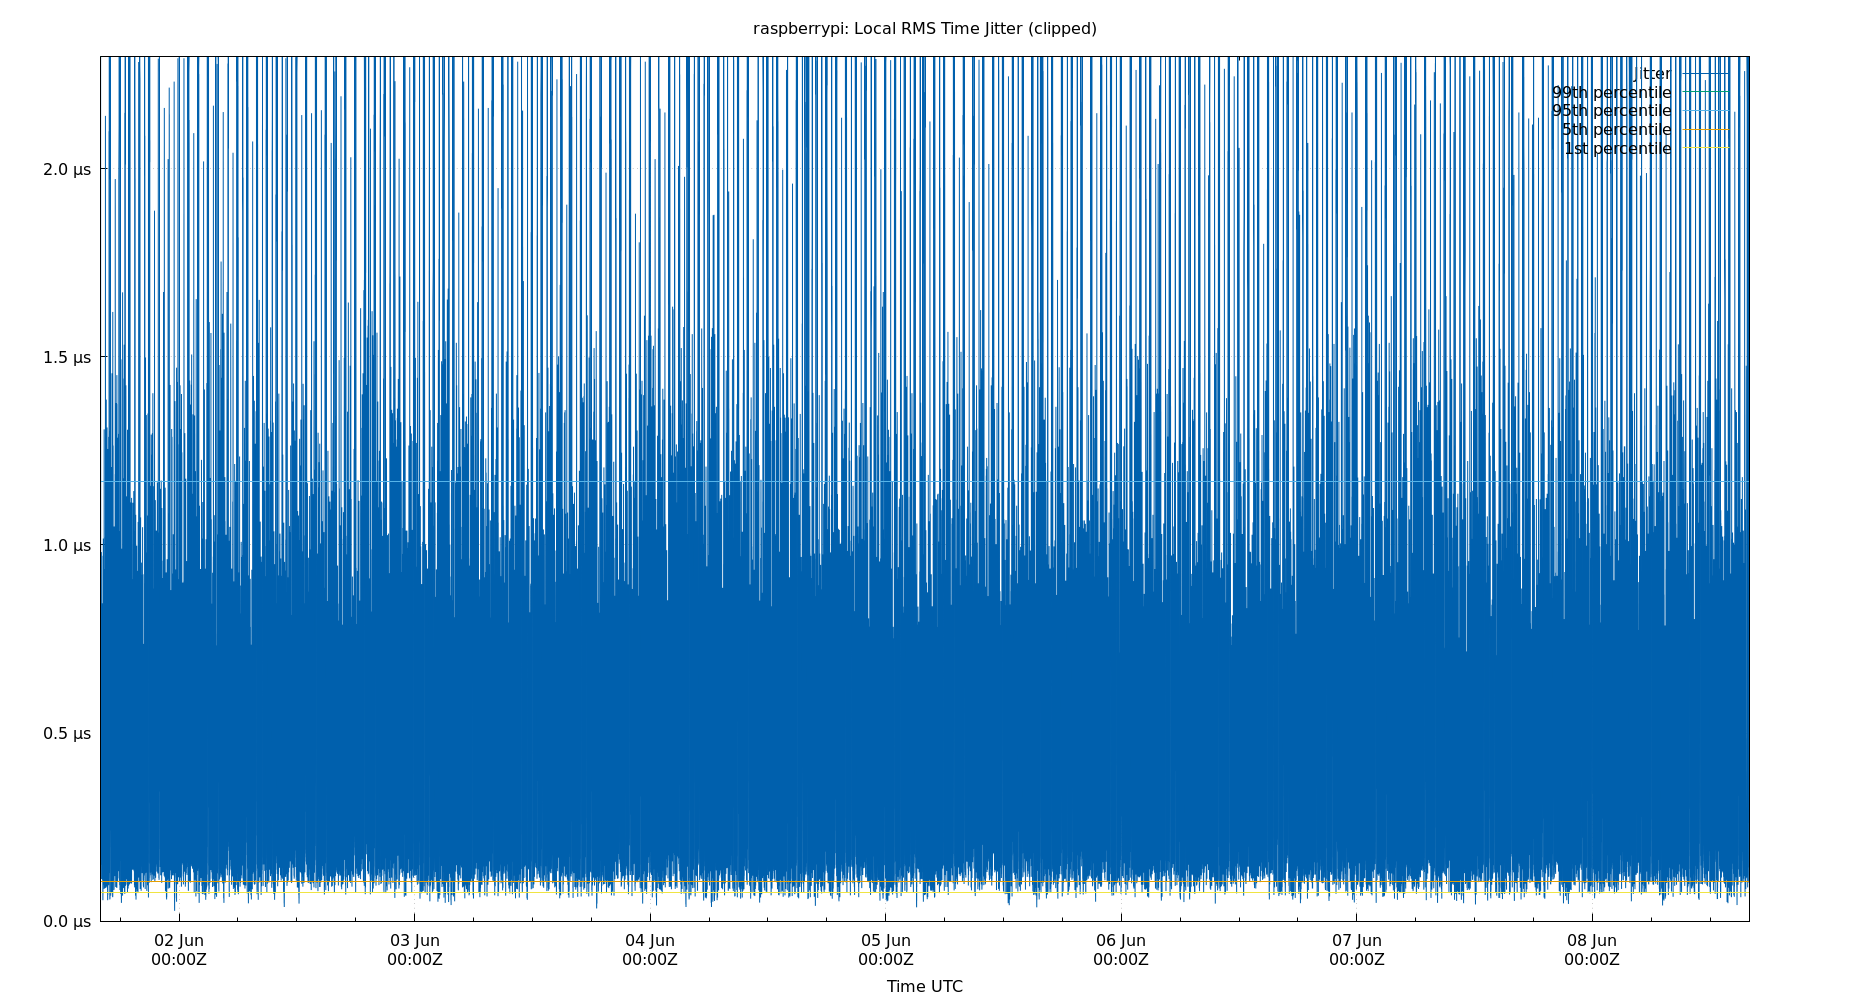 raspberrypi: Local RMS Time Jitter (clipped)
jitter
99th percentile
95th percentile
5th percentile
1st percentile
2.0 µs
1.5 µs
1.0 µs
0.5 µs
0.0 µs
02 Jun 03 Jun 04 Jun 05 Jun 06 Jun 07 Jun 08 Jun
00:00Z 00:00Z 00:00Z 00:00Z 00:00Z 00:00Z 00:00Z
Time UTC